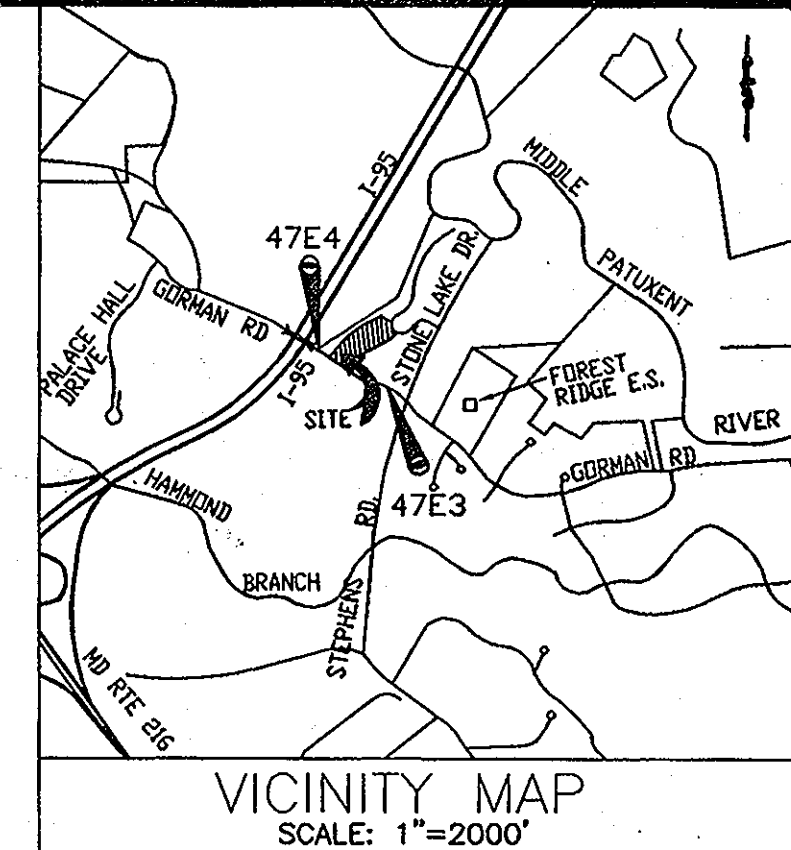 MIDDLE
I-95
47E4
STONE LAKE DR.
PATUXENT
GORMAN RD
PALACE HALL
DRIVE
I-95
FOREST
RIDGE E.S.
SITE
RIVER
GORMAN RD
HAMMOND
47E3
RD.
BRANCH
STEPHENS
MD RTE 216
VICINITY MAP
SCALE: 1"=2000'